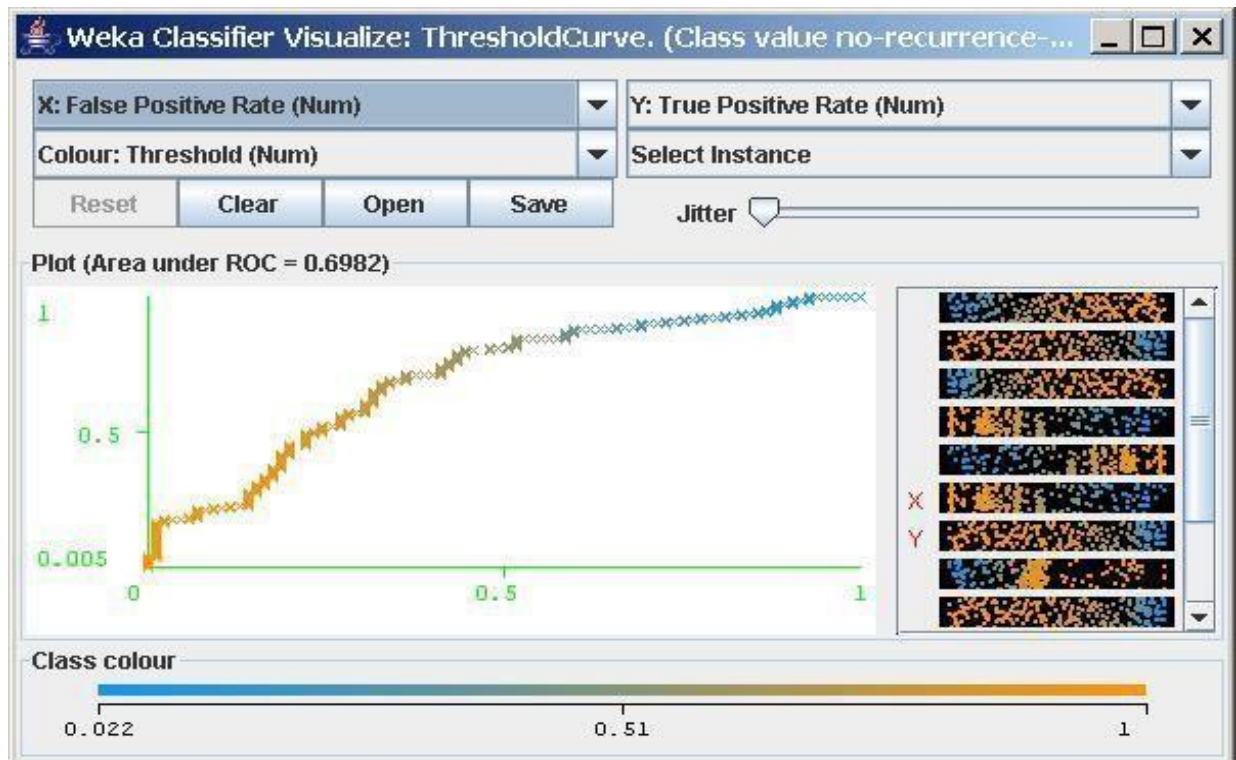 Weka Classifier Visualize: ThresholdCurve. (Class value no-recurrence-...
X: False Positive Rate (Num)
Y: True Positive Rate (Num)
Colour: Threshold (Num)
Select Instance
Reset
Clear
Open
Save
Jitter
Plot (Area under ROC = 0.6982)
1
0.5
0.005
0
0.5
1
X
Y
Class colour
0.022
0.51
1